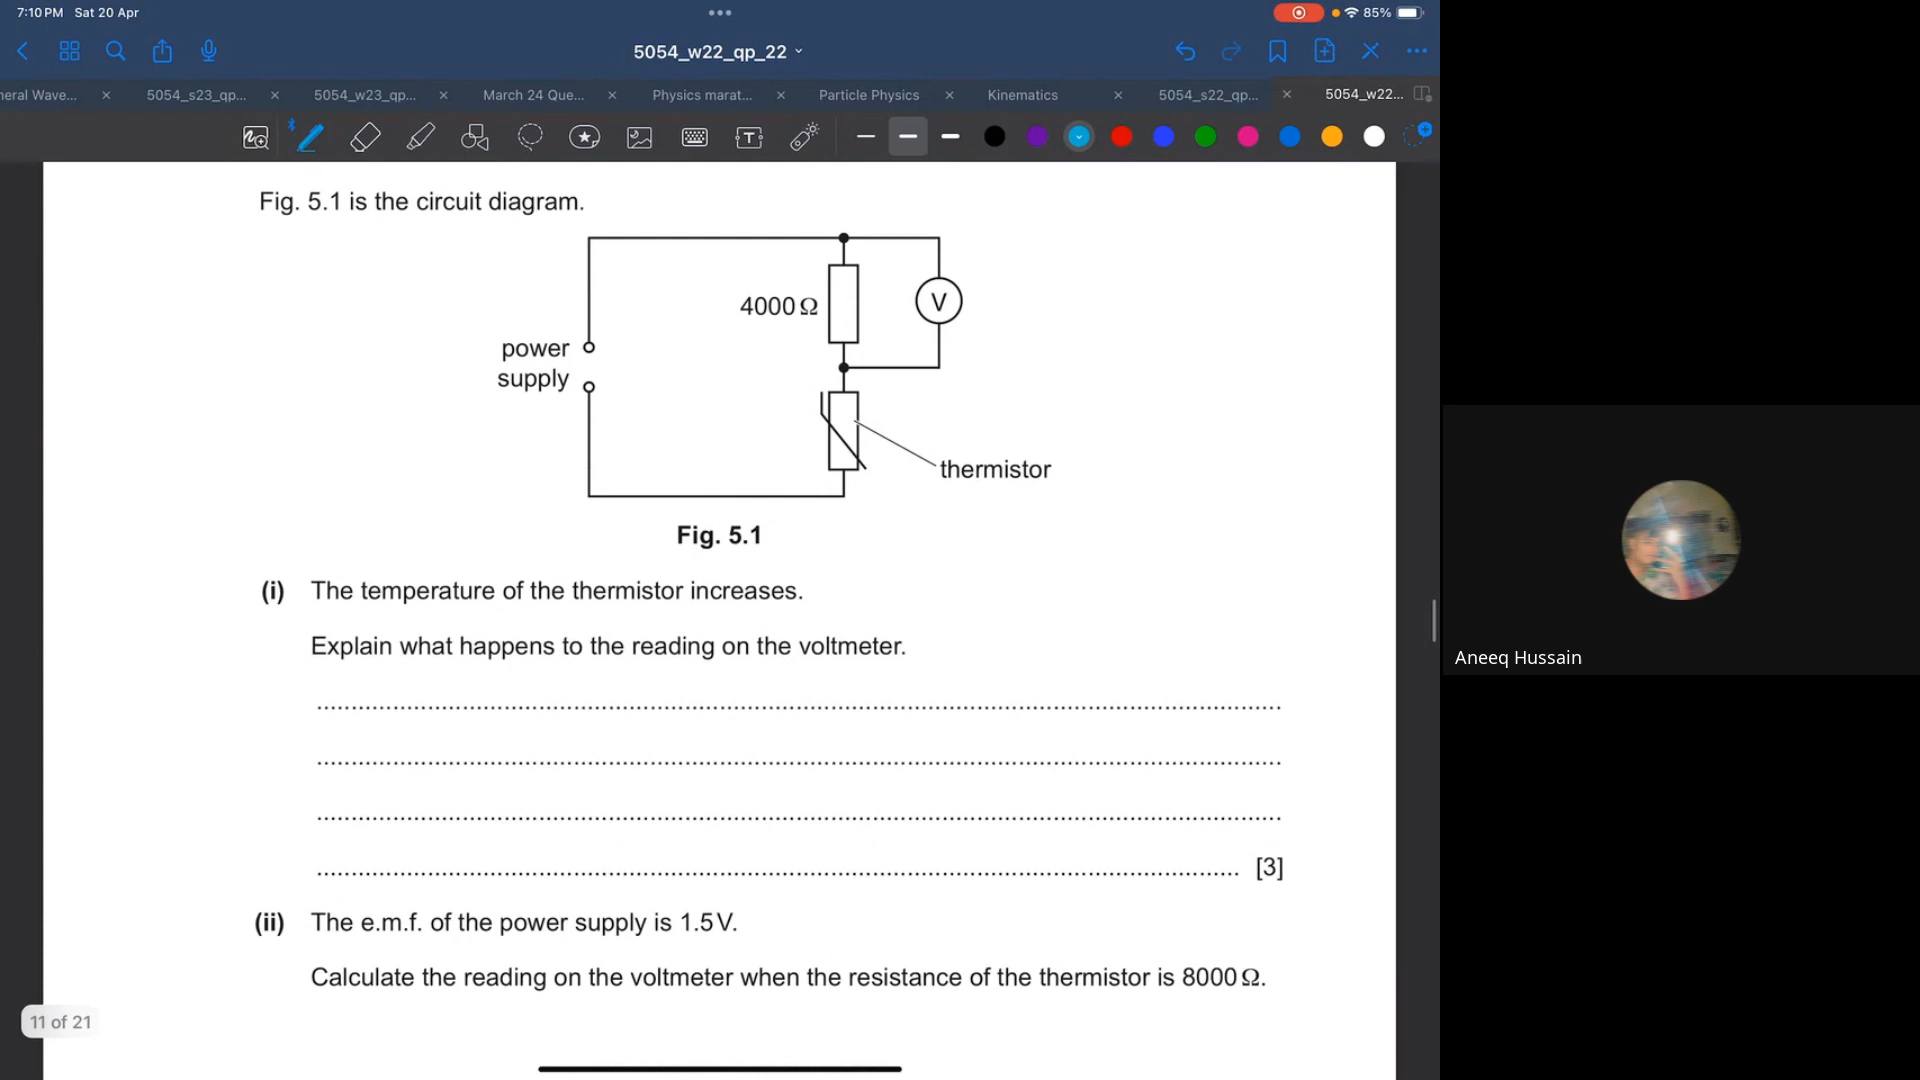 7:10 PM Sat 20 Apr
85%
5054_w22_qp_22
neral Wave...
5054_s23_qp...
5054_w23_qp...
March 24 Que...
Physics marat...
Particle Physics
Kinematics
5054_s22_qp...
5054_w22...
Fig. 5.1 is the circuit diagram.
4000 Ω
V
power
supply
thermistor
Fig. 5.1
(i) The temperature of the thermistor increases.
Explain what happens to the reading on the voltmeter.
[3]
(ii) The e.m.f. of the power supply is 1.5 V.
Calculate the reading on the voltmeter when the resistance of the thermistor is 8000 Ω.
11 of 21
Aneeq Hussain